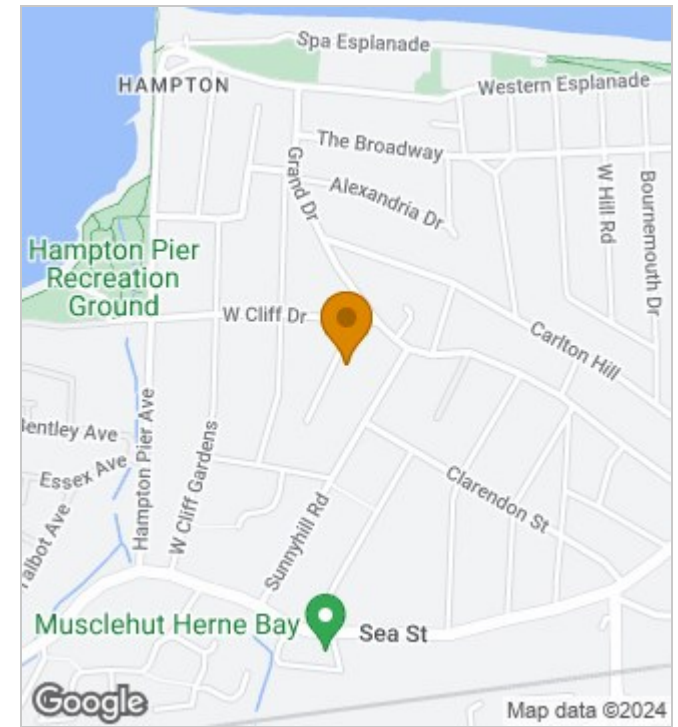 Spa Esplanade
HAMPTON
Western Esplanade
The Broadway
Grand Dr
Alexandria Dr
W Hill Rd
Bournemouth Dr
Hampton Pier
Recreation
Ground
W Cliff Dr
Carlton Hill
Bentley Ave
Essex Ave
Talbot Ave
Hampton Pier Ave
W Cliff Gardens
Sunnyhill Rd
Clarendon St
Musclehut Herne Bay
Sea St
Google
Map data ©2024